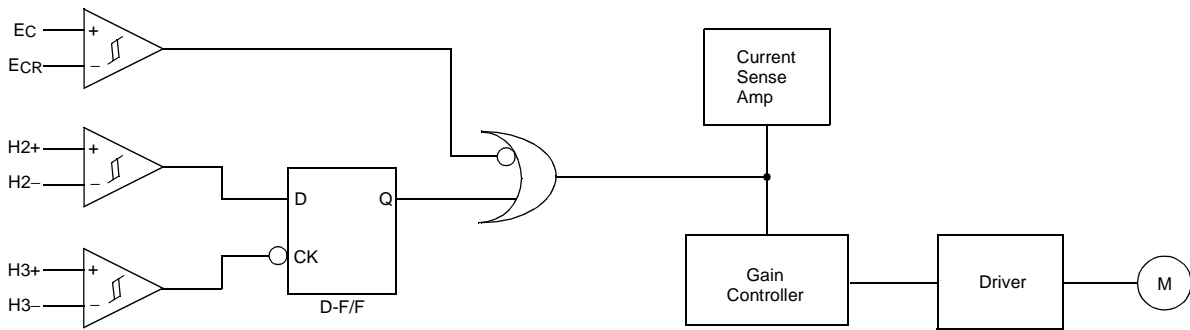 EC
+
ECR
−
Current
Sense
Amp
H2+
+
H2−
−
D
Q
CK
H3+
+
H3−
−
D-F/F
Gain
Controller
Driver
M